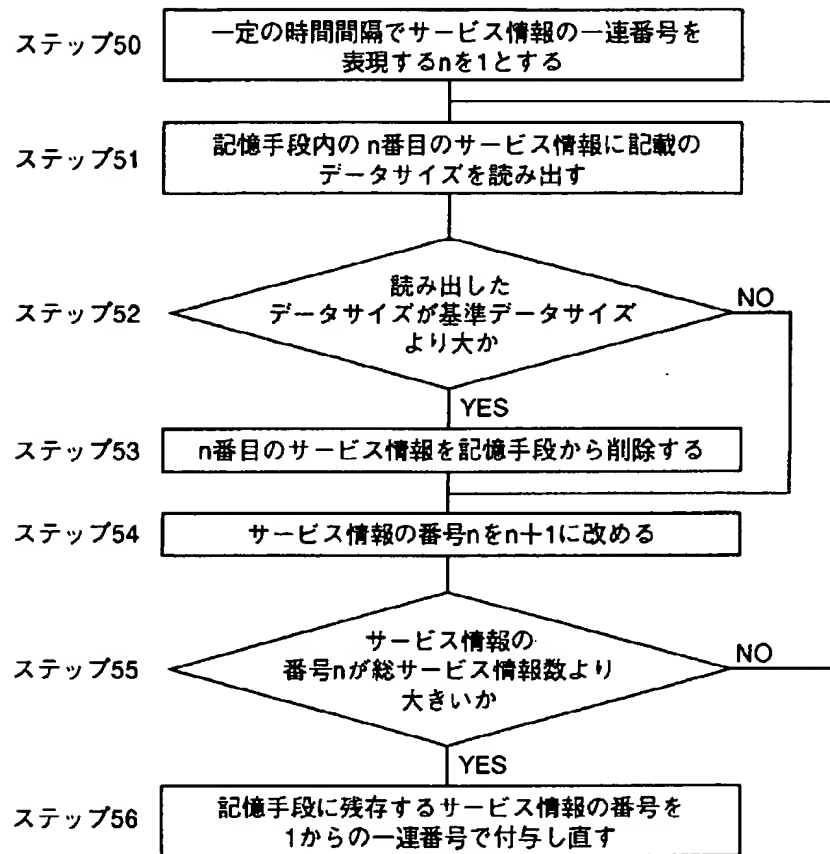 ステップ50
一定の時間間隔でサービス情報の一連番号を
表現するnを1とする
ステップ51
記憶手段内のn番目のサービス情報に記載の
データサイズを読み出す
ステップ52
読み出した
データサイズが基準データサイズ
より大か
NO
YES
ステップ53
n番目のサービス情報を記憶手段から削除する
ステップ54
サービス情報の番号nをn+1に改める
ステップ55
サービス情報の
番号nが総サービス情報数より
大きいか
NO
YES
ステップ56
記憶手段に残存するサービス情報の番号を
1からの一連番号で付与し直す